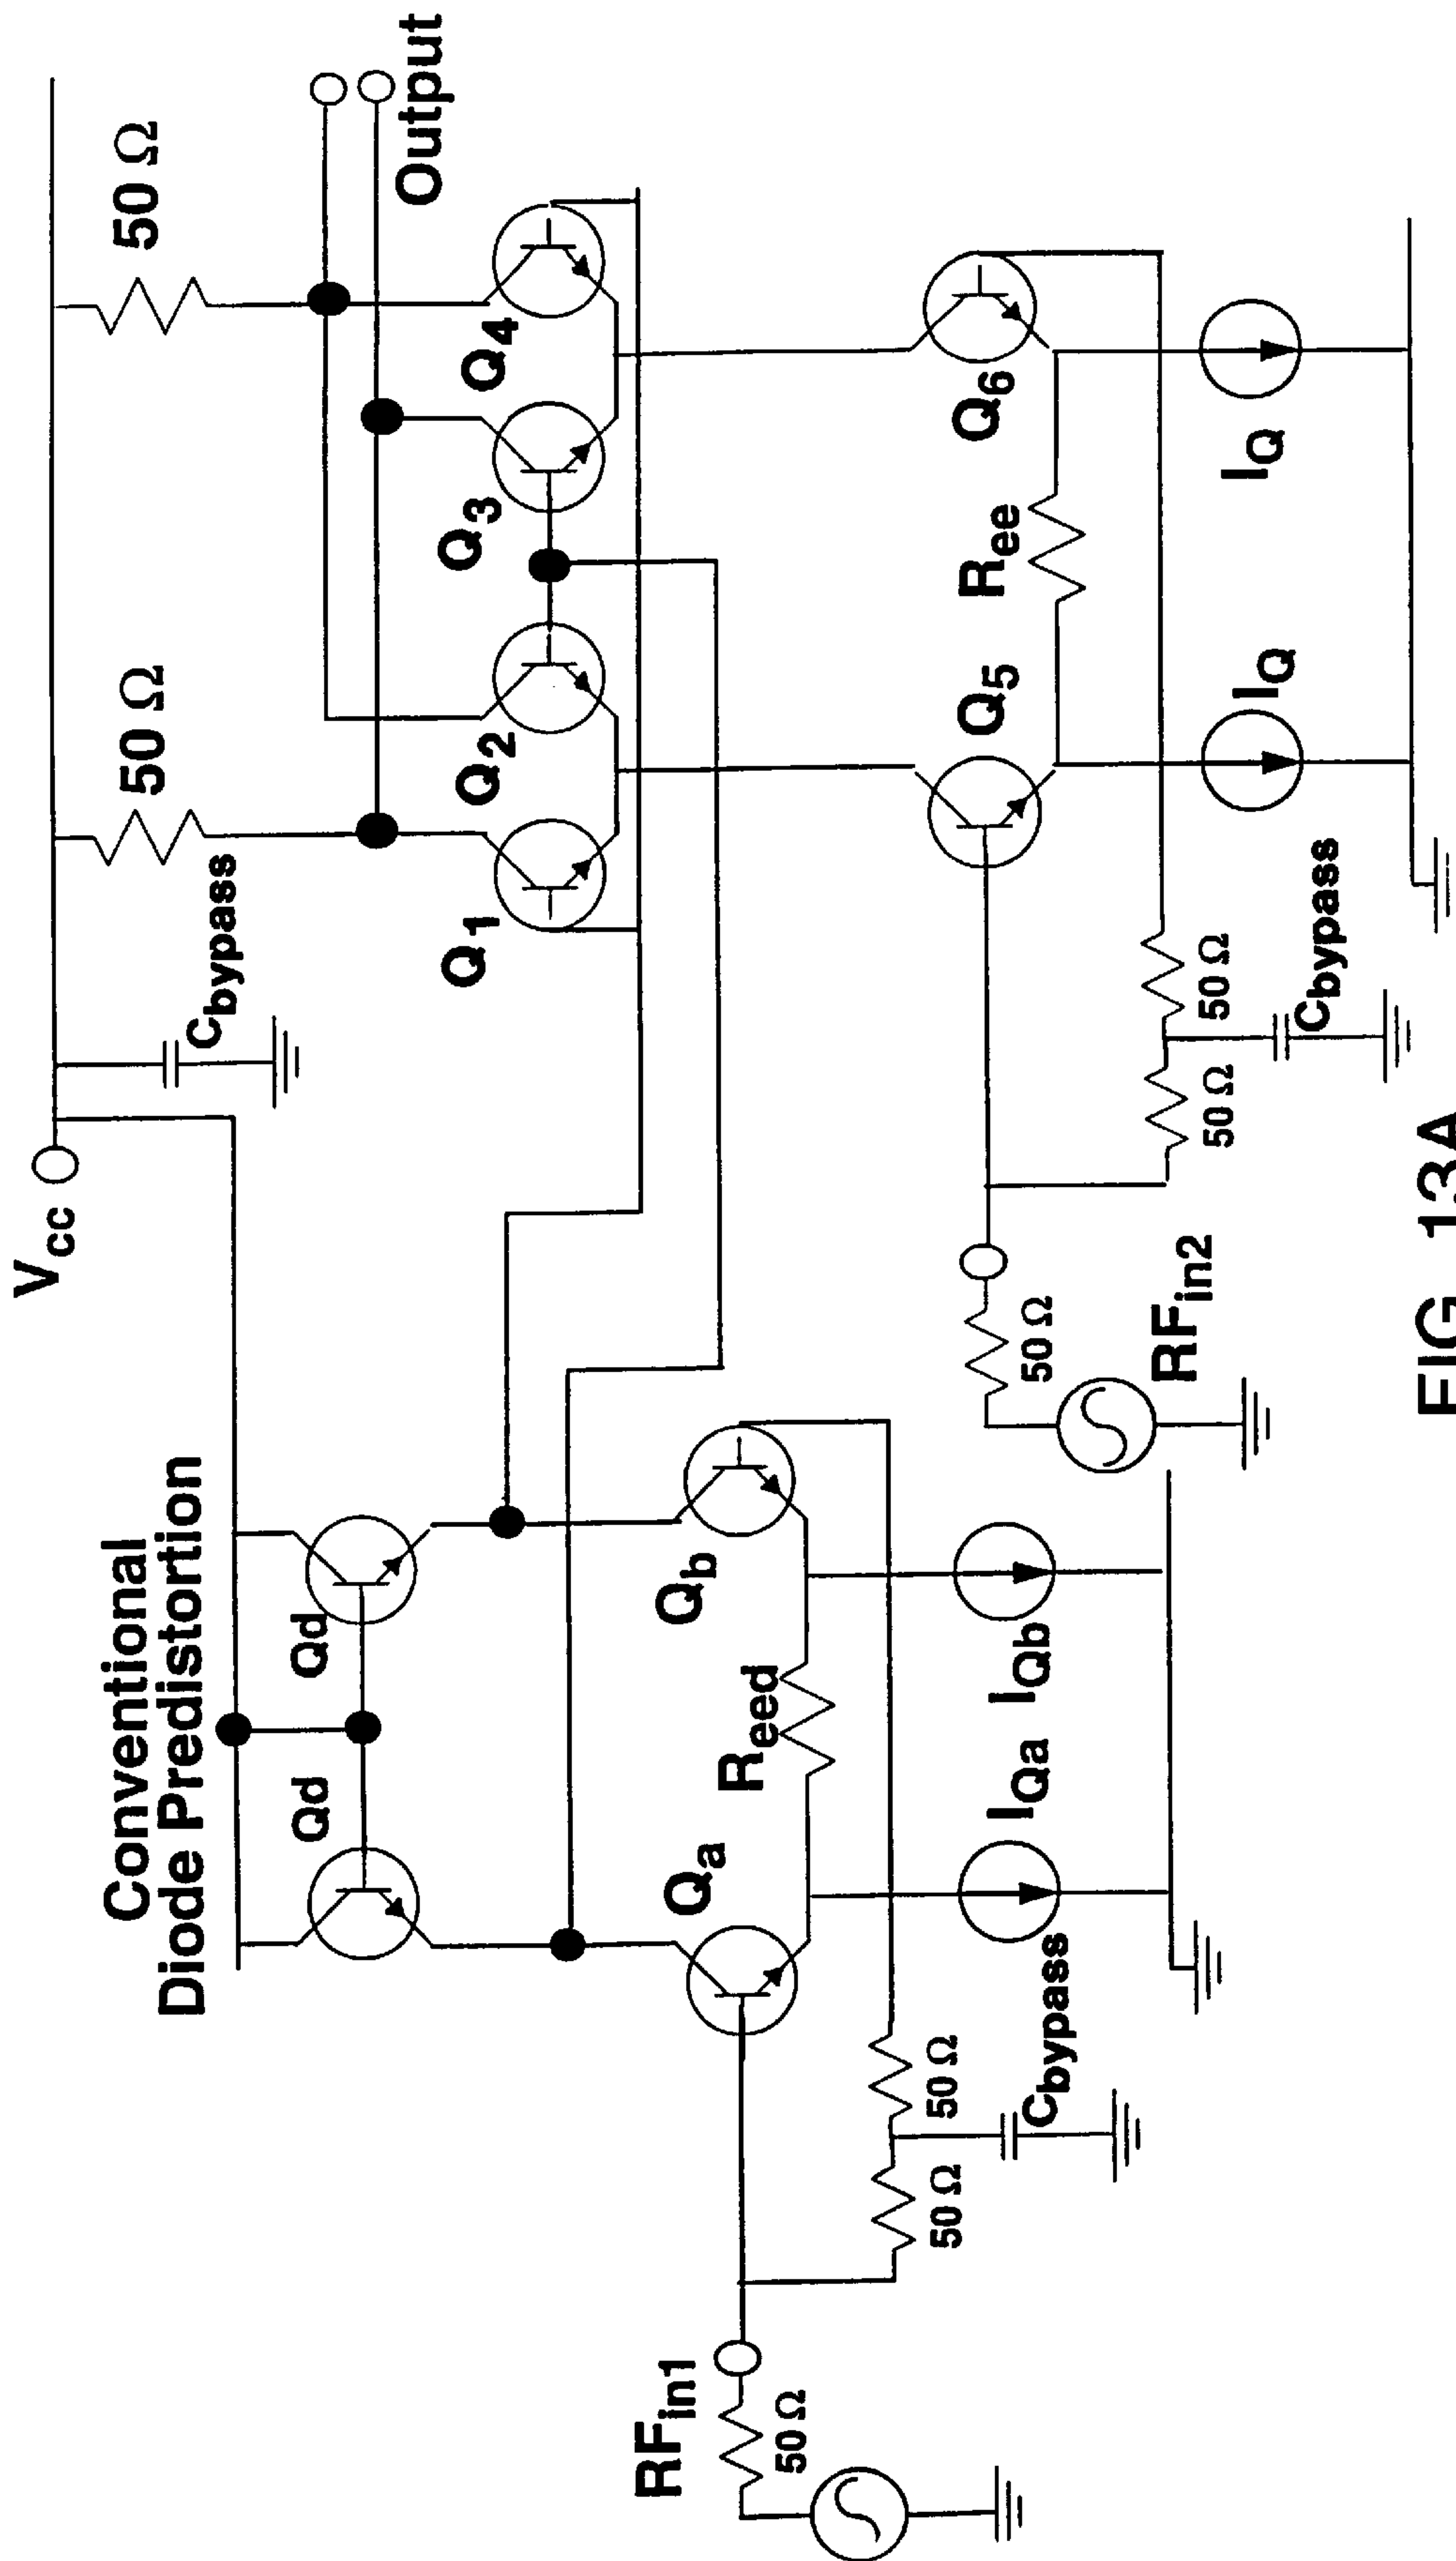 Conventional
Diode Predistortion
Vcc
Cbypass
50 Ω
50 Ω
Output
Qd
Qd
Q1
Q2
Q3
Q4
Qa
Qb
Reed
IQa
IQb
RFin1
50 Ω
50 Ω
50 Ω
Cbypass
Q5
Q6
Ree
IQ
IQ
RFin2
50 Ω
50 Ω
50 Ω
Cbypass
FIG. 13A